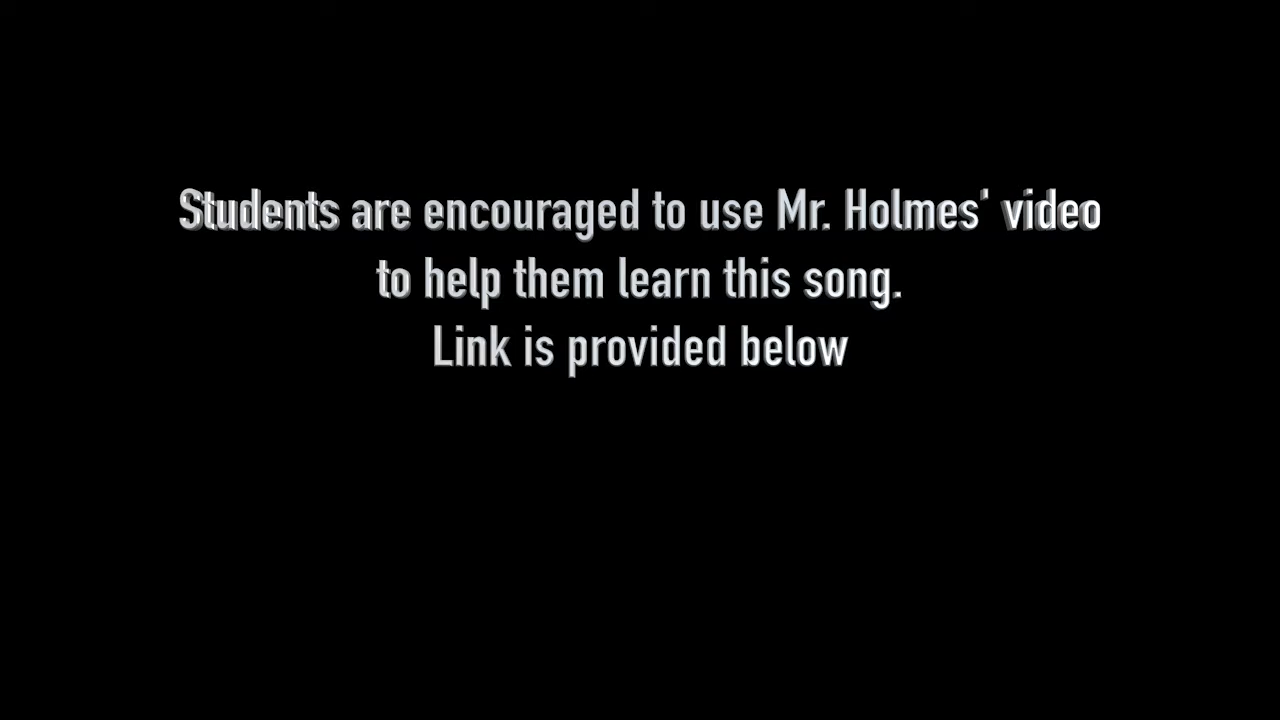 Students are encouraged to use Mr. Holmes' video
to help them learn this song.
Link is provided below